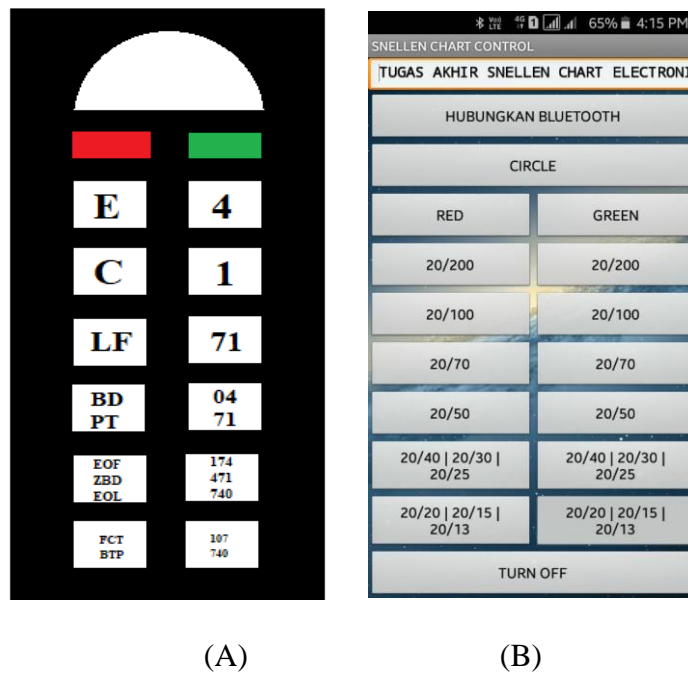 E 4
C 1
LF 71
BD 04
PT 71
EOF 174
ZBD 471
EOL 740
FCT 107
BTP 740
(A)
Vo) LTE 4G 1 65% 4:15 PM
SNELLEN CHART CONTROL
TUGAS AKHIR SNELLEN CHART ELECTRONI
HUBUNGKAN BLUETOOTH
CIRCLE
RED GREEN
20/200 20/200
20/100 20/100
20/70 20/70
20/50 20/50
20/40 | 20/30 | 20/40 | 20/30 |
20/25 20/25
20/20 | 20/15 | 20/20 | 20/15 |
20/13 20/13
TURN OFF
(B)